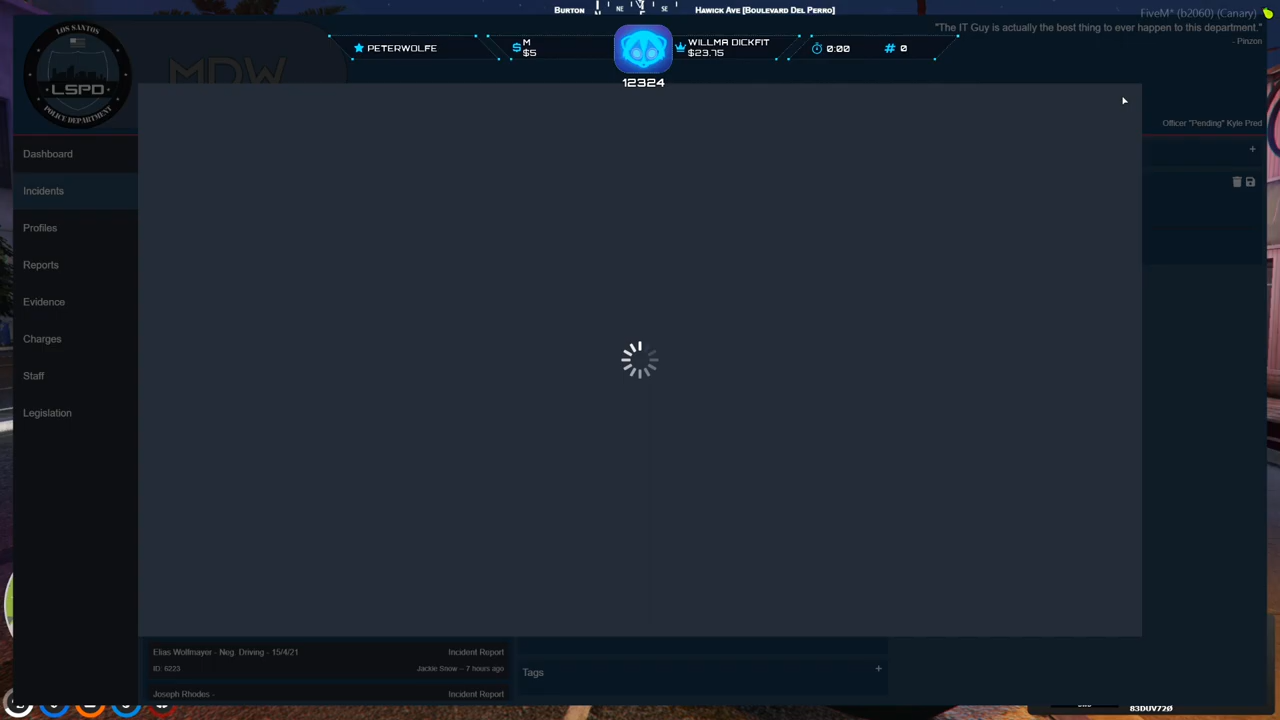 Burton
NE
SE
Hawick Ave [Boulevard Del Perro]
FiveM* (b2060) (Canary)
"The IT Guy is actually the best thing to ever happen to this department."
- Pinzon
LOS SANTOS
LSPD
POLICE DEPARTMENT
MDW
PETERWOLFE
M
$5
WILLMA DICKFIT
$23.75
0:00
# 0
12324
Officer "Pending" Kyle Pred
Dashboard
Incidents
Profiles
Reports
Evidence
Charges
Staff
Legislation
Elias Wolfmayer - Neg. Driving - 15/4/21
Incident Report
ID: 6223
Jackie Snow -- 7 hours ago
Joseph Rhodes -
Incident Report
Tags
83DUV720